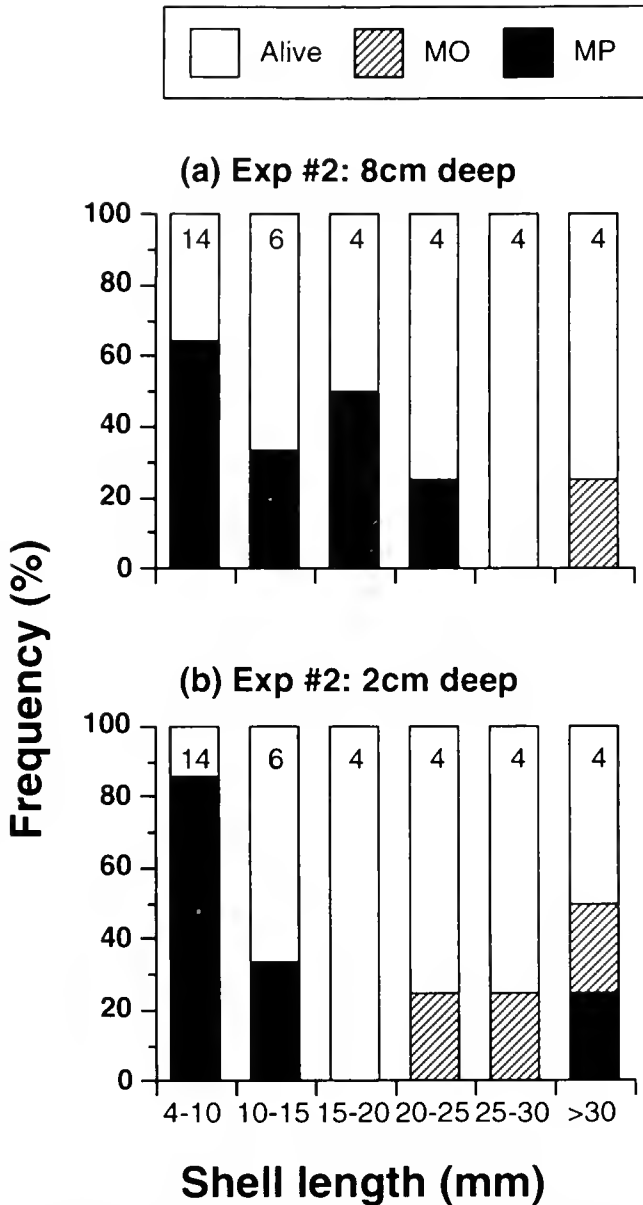 Alive MO MP
(a) Exp #2: 8cm deep
100
80
60
40
20
0
14 6 4 4 4 4
Frequency (%)
(b) Exp #2: 2cm deep
100
80
60
40
20
0
14 6 4 4 4 4
4-10 10-15 15-20 20-25 25-30 >30
Shell length (mm)